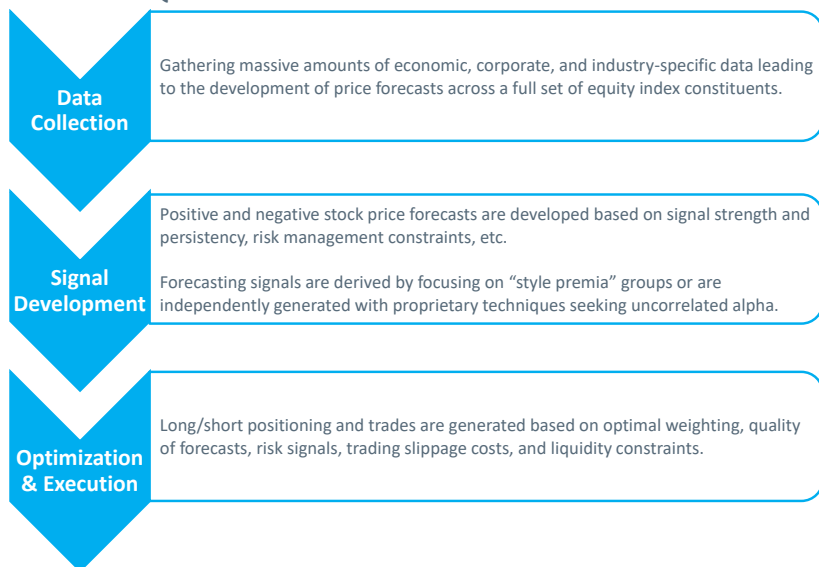 Data
Collection
Gathering massive amounts of economic, corporate, and industry-specific data leading
to the development of price forecasts across a full set of equity index constituents.
Signal
Development
Positive and negative stock price forecasts are developed based on signal strength and
persistency, risk management constraints, etc.
Forecasting signals are derived by focusing on “style premia” groups or are
independently generated with proprietary techniques seeking uncorrelated alpha.
Optimization
& Execution
Long/short positioning and trades are generated based on optimal weighting, quality
of forecasts, risk signals, trading slippage costs, and liquidity constraints.